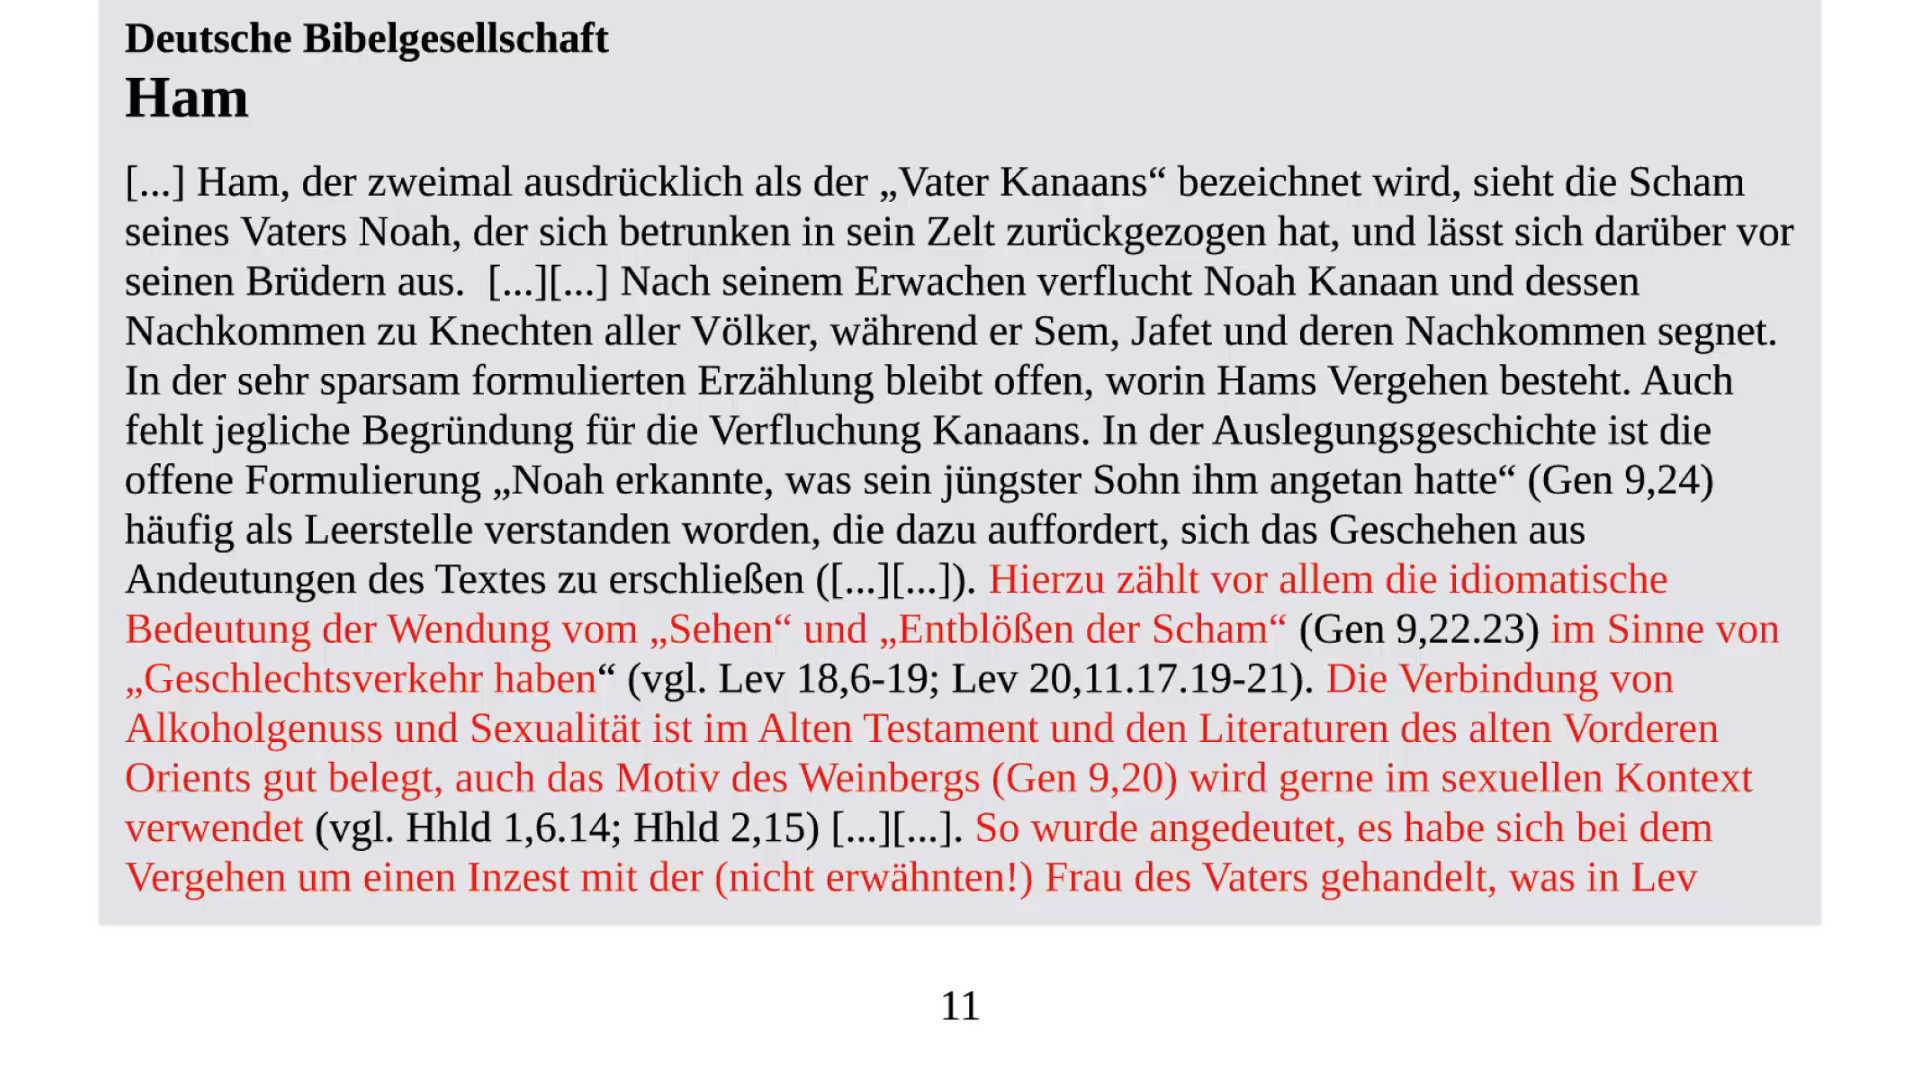 Deutsche Bibelgesellschaft
Ham
[...] Ham, der zweimal ausdrücklich als der „Vater Kanaans“ bezeichnet wird, sieht die Scham
seines Vaters Noah, der sich betrunken in sein Zelt zurückgezogen hat, und lässt sich darüber vor
seinen Brüdern aus.  [...][...] Nach seinem Erwachen verflucht Noah Kanaan und dessen
Nachkommen zu Knechten aller Völker, während er Sem, Jafet und deren Nachkommen segnet.
In der sehr sparsam formulierten Erzählung bleibt offen, worin Hams Vergehen besteht. Auch
fehlt jegliche Begründung für die Verfluchung Kanaans. In der Auslegungsgeschichte ist die
offene Formulierung „Noah erkannte, was sein jüngster Sohn ihm angetan hatte“ (Gen 9,24)
häufig als Leerstelle verstanden worden, die dazu auffordert, sich das Geschehen aus
Andeutungen des Textes zu erschließen ([...][...]). Hierzu zählt vor allem die idiomatische
Bedeutung der Wendung vom „Sehen“ und „Entblößen der Scham“ (Gen 9,22.23) im Sinne von
„Geschlechtsverkehr haben“ (vgl. Lev 18,6-19; Lev 20,11.17.19-21). Die Verbindung von
Alkoholgenuss und Sexualität ist im Alten Testament und den Literaturen des alten Vorderen
Orients gut belegt, auch das Motiv des Weinbergs (Gen 9,20) wird gerne im sexuellen Kontext
verwendet (vgl. Hhld 1,6.14; Hhld 2,15) [...][...]. So wurde angedeutet, es habe sich bei dem
Vergehen um einen Inzest mit der (nicht erwähnten!) Frau des Vaters gehandelt, was in Lev
11